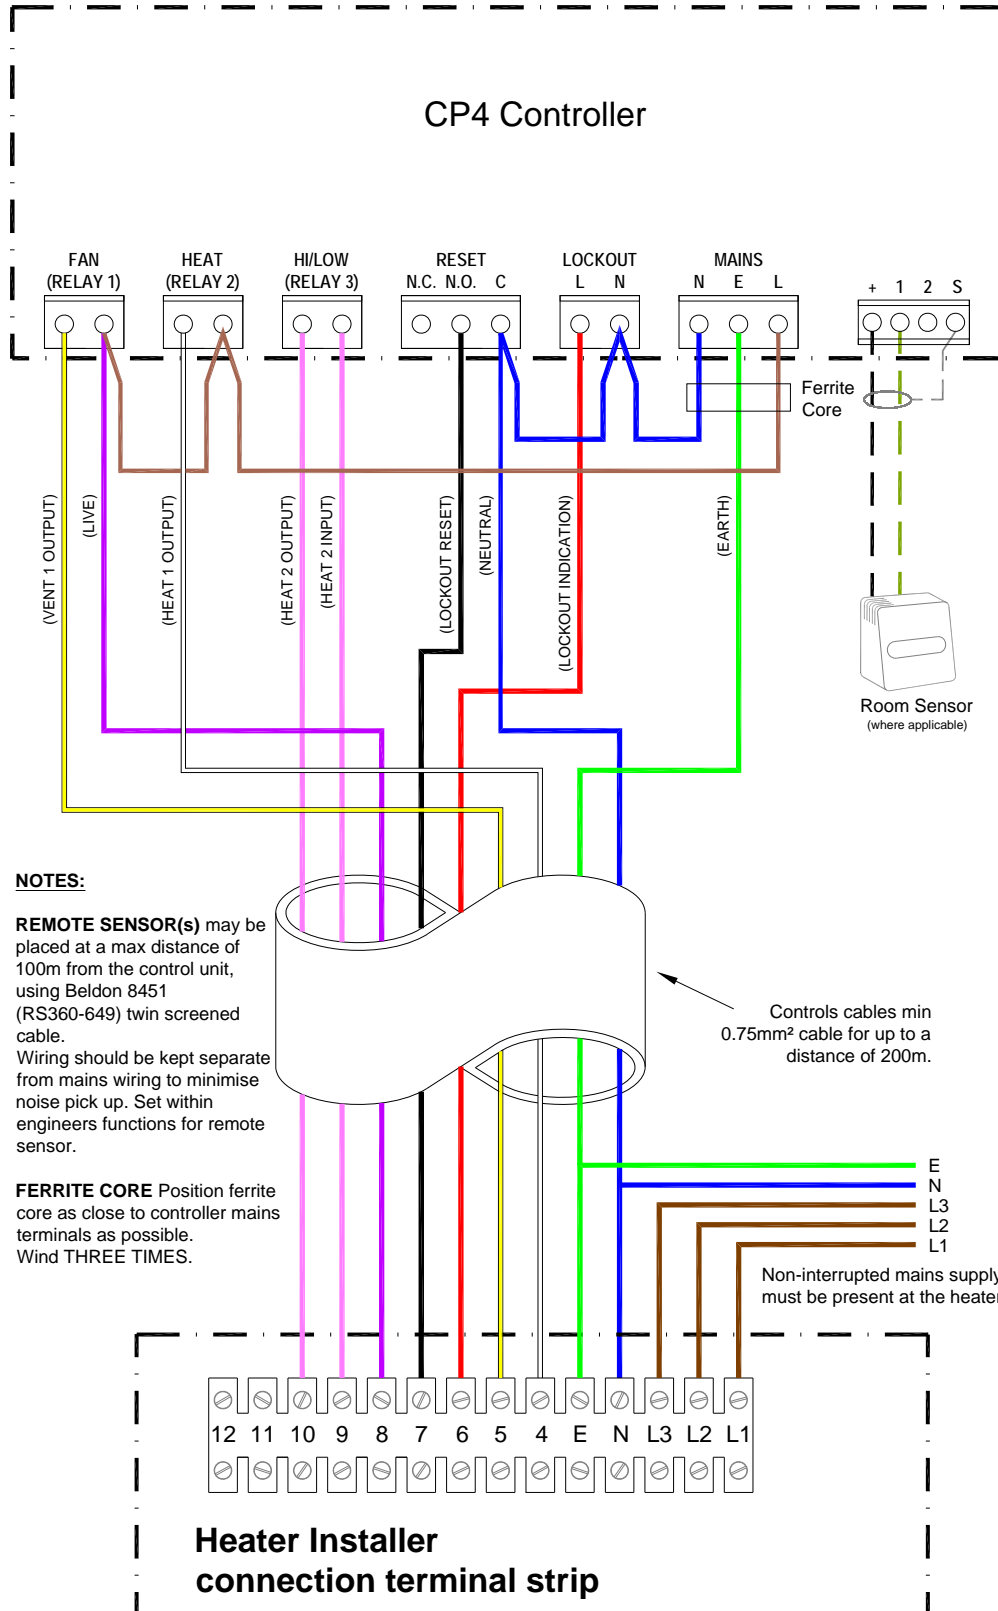 CP4 Controller
FAN
(RELAY 1)
HEAT
(RELAY 2)
HI/LOW
(RELAY 3)
RESET
N.C. N.O. C
LOCKOUT
L N
MAINS
N E L
+ 1 2 S
Ferrite
Core
(VENT 1 OUTPUT)
(LIVE)
(HEAT 1 OUTPUT)
(HEAT 2 OUTPUT)
(HEAT 2 INPUT)
(LOCKOUT RESET)
(NEUTRAL)
(LOCKOUT INDICATION)
(EARTH)
Room Sensor
(where applicable)
NOTES:
REMOTE SENSOR(s) may be
placed at a max distance of
100m from the control unit,
using Beldon 8451
(RS360-649) twin screened
cable.
Wiring should be kept separate
from mains wiring to minimise
noise pick up. Set within
engineers functions for remote
sensor.
FERRITE CORE Position ferrite
core as close to controller mains
terminals as possible.
Wind THREE TIMES.
Controls cables min
0.75mm² cable for up to a
distance of 200m.
E
N
L3
L2
L1
Non-interrupted mains supply
must be present at the heater
12 11 10 9 8 7 6 5 4 E N L3 L2 L1
Heater Installer
connection terminal strip